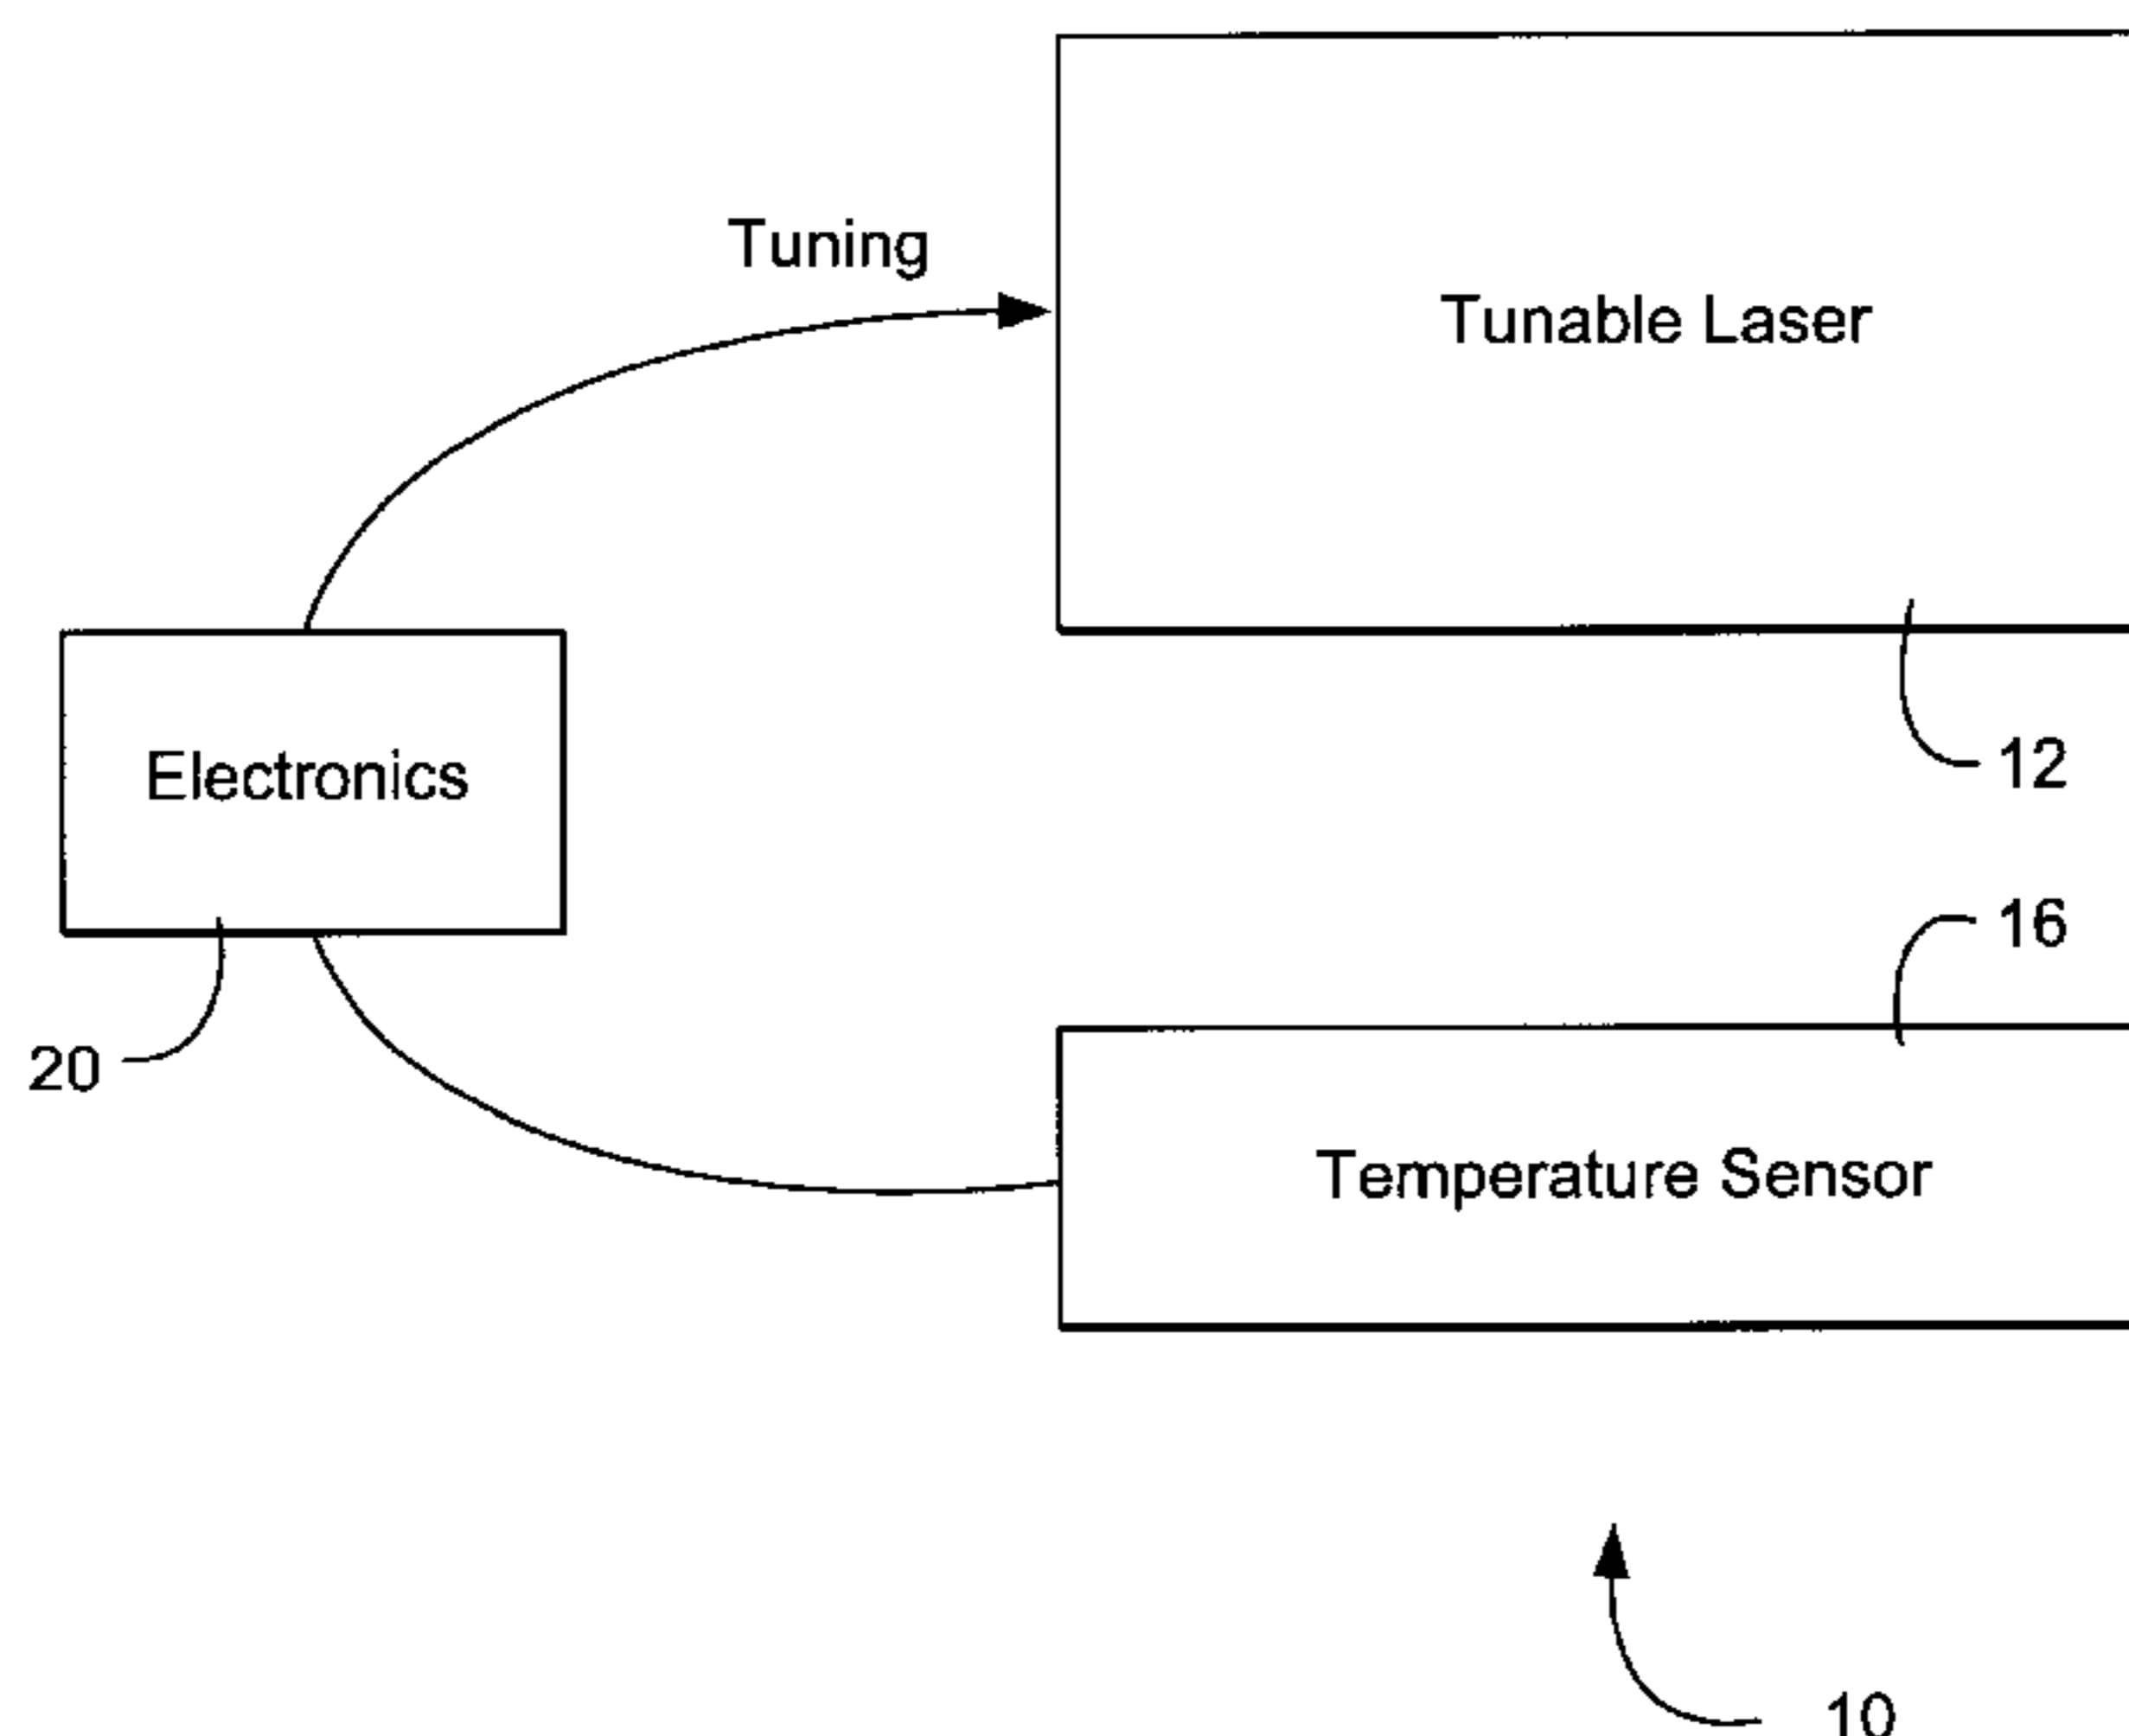 Tuning
Tunable Laser
Electronics
12
16
20
Temperature Sensor
10